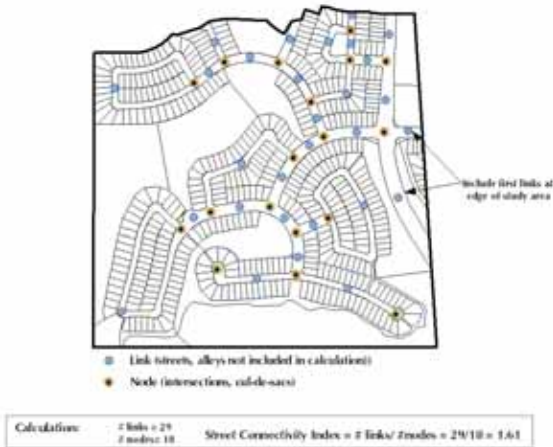 Include first links at
edge of study area
Link (streets, alleys not included in calculations)
Node (intersections, cul-de-sacs)
Calculation:
# links = 29
# nodes= 18
Street Connectivity Index = # links/ #nodes = 29/18 = 1.61